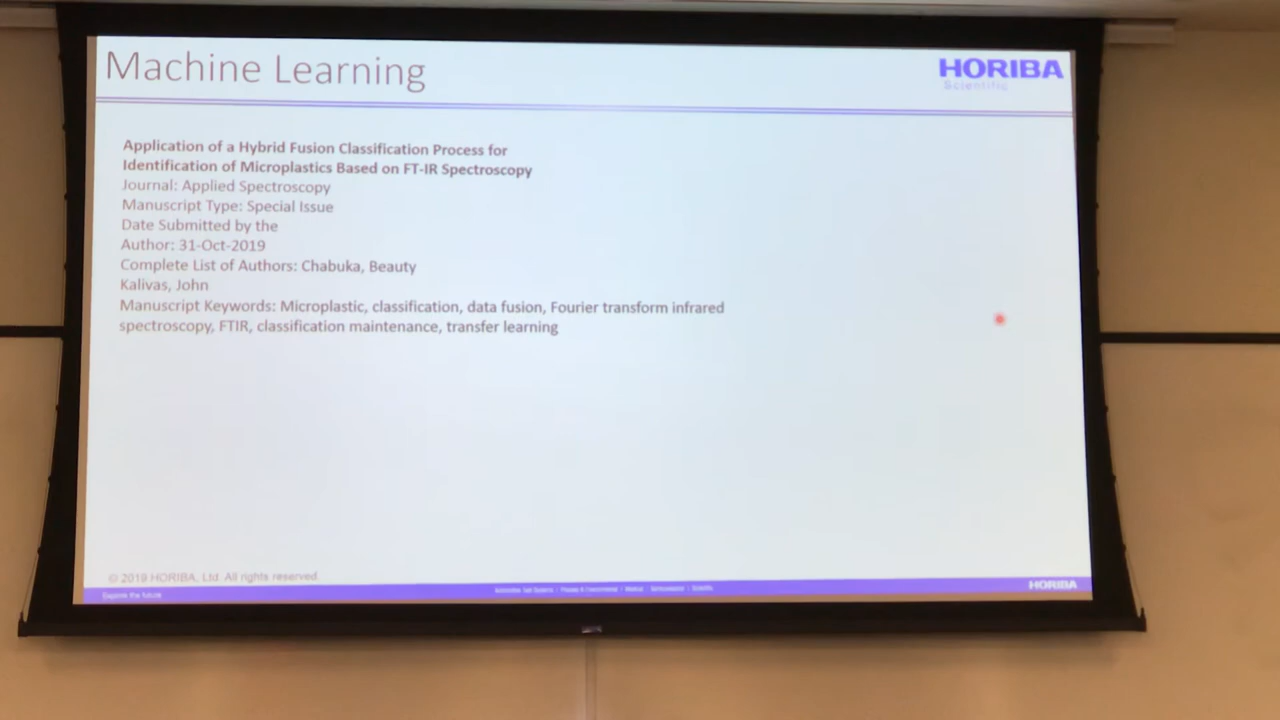 Machine Learning
HORIBA
Scientific
Application of a Hybrid Fusion Classification Process for
Identification of Microplastics Based on FT-IR Spectroscopy
Journal: Applied Spectroscopy
Manuscript Type: Special Issue
Date Submitted by the
Author: 31-Oct-2019
Complete List of Authors: Chabuka, Beauty
Kalivas, John
Manuscript Keywords: Microplastic, classification, data fusion, Fourier transform infrared
spectroscopy, FTIR, classification maintenance, transfer learning
© 2019 HORIBA, Ltd. All rights reserved
Explore the future
HORIBA